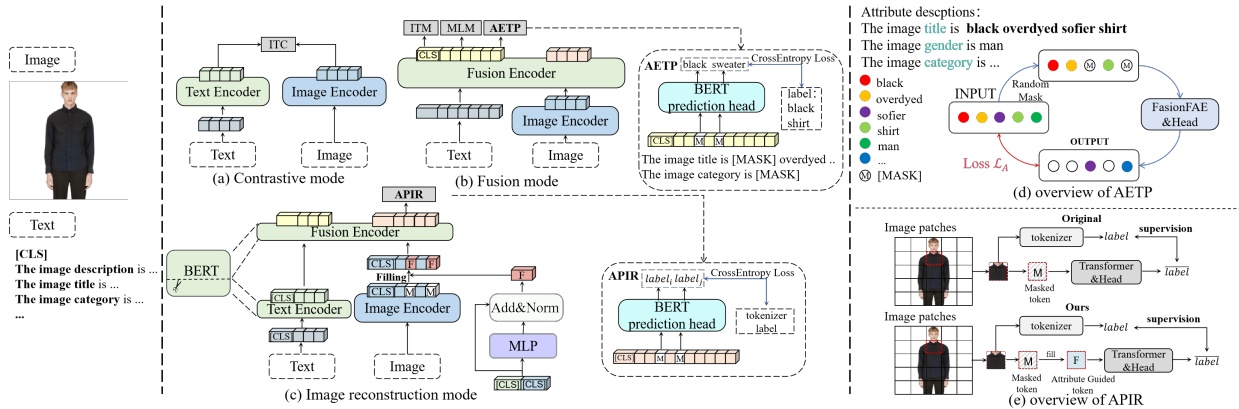 Image
Text
[CLS]
The image description is ...
The image title is ...
The image category is ...
...
ITC
Text Encoder
Image Encoder
Text
Image
(a) Contrastive mode
ITM
MLM
AETP
CLS
Fusion Encoder
Image Encoder
Text
Image
(b) Fusion mode
AETP
black sweater
CrossEntropy Loss
BERT
prediction head
label:
black
shirt
CLS
M
M
The image title is [MASK] overdyed ..
The image category is [MASK]
APIR
Fusion Encoder
BERT
CLS
F
F
Filling
CLS
M
M
CLS
Text Encoder
Image Encoder
CLS
Text
Image
F
Add&Norm
MLP
CLS
CLS
(c) Image reconstruction mode
APIR
label_i label_j
CrossEntropy Loss
BERT
prediction head
tokenizer
label
CLS
M
M
Attribute desceptions:
The image title is black overdyed sofier shirt
The image gender is man
The image category is ...
black
overdyed
sofier
shirt
man
...
[MASK]
M
M
M
INPUT
Random
Mask
FasionFAE
&Head
OUTPUT
Loss ℒ_A
(d) overview of AETP
Original
Image patches
tokenizer
label
supervision
M
Masked
token
Transformer
&Head
label
Ours
Image patches
tokenizer
label
supervision
M
fill
F
Transformer
&Head
label
Masked
token
Attribute Guided
token
(e) overview of APIR